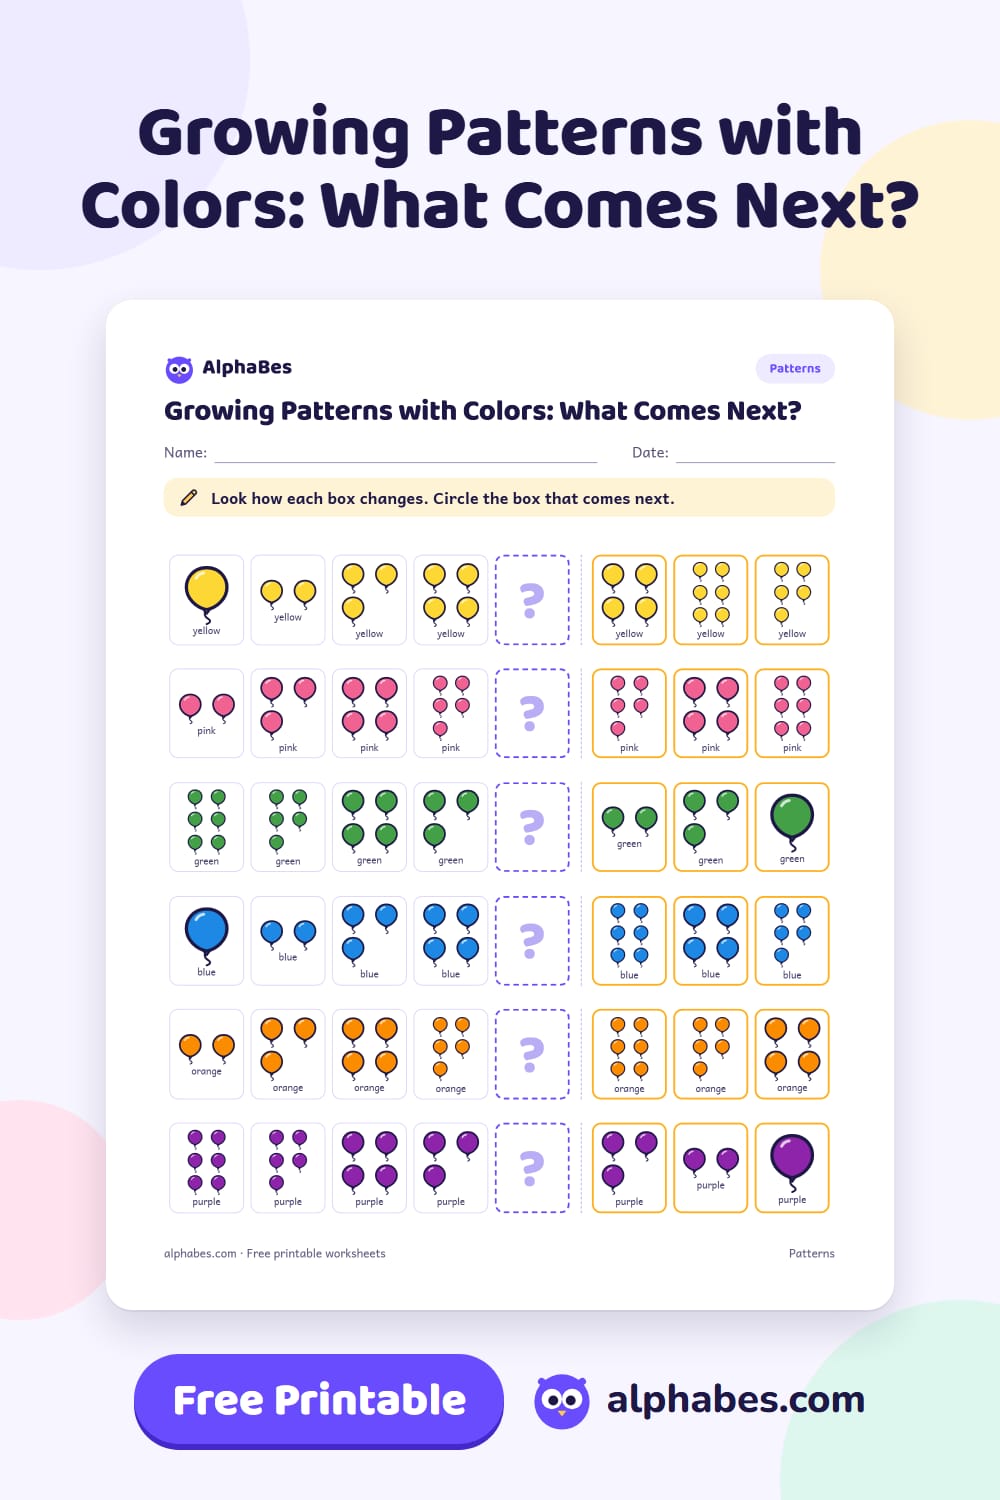 Growing Patterns with
Colors: What Comes Next?
AlphaBes
Patterns
Growing Patterns with Colors: What Comes Next?
Name: Date:
Look how each box changes. Circle the box that comes next.
yellow yellow yellow yellow ? yellow yellow yellow
pink pink pink pink ? pink pink pink
green green green green ? green green green
blue blue blue blue ? blue blue blue
orange orange orange orange ? orange orange orange
purple purple purple purple ? purple purple purple
alphabes.com · Free printable worksheets Patterns
Free Printable
alphabes.com